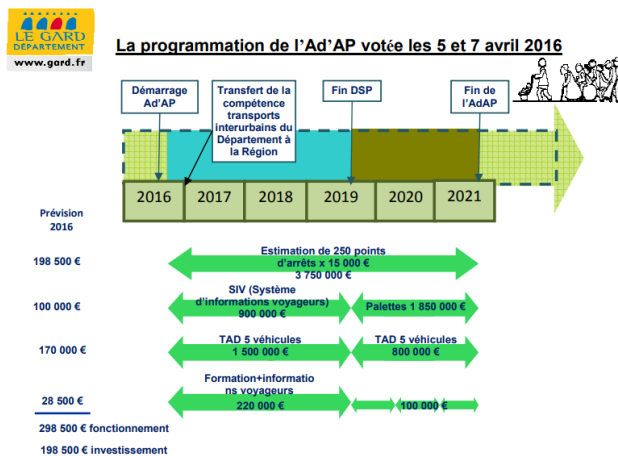 LE GARD
DÉPARTEMENT
www.gard.fr
La programmation de l'Ad'AP votée les 5 et 7 avril 2016
Démarrage
Ad'AP
Transfert de la
compétence
transports
interurbains du
Département à
la Région
Fin DSP
Fin de
l'AdAP
2016
2017
2018
2019
2020
2021
Prévision
2016
198 500 €
Estimation de 250 points
d'arrêts x 15 000 €
3 750 000 €
100 000 €
SIV (Système
d'informations voyageurs)
900 000 €
Palettes 1 850 000 €
170 000 €
TAD 5 véhicules
1 500 000 €
TAD 5 véhicules
800 000 €
28 500 €
Formation+informatio
ns voyageurs
220 000 €
100 000 €
298 500 € fonctionnement
198 500 € investissement